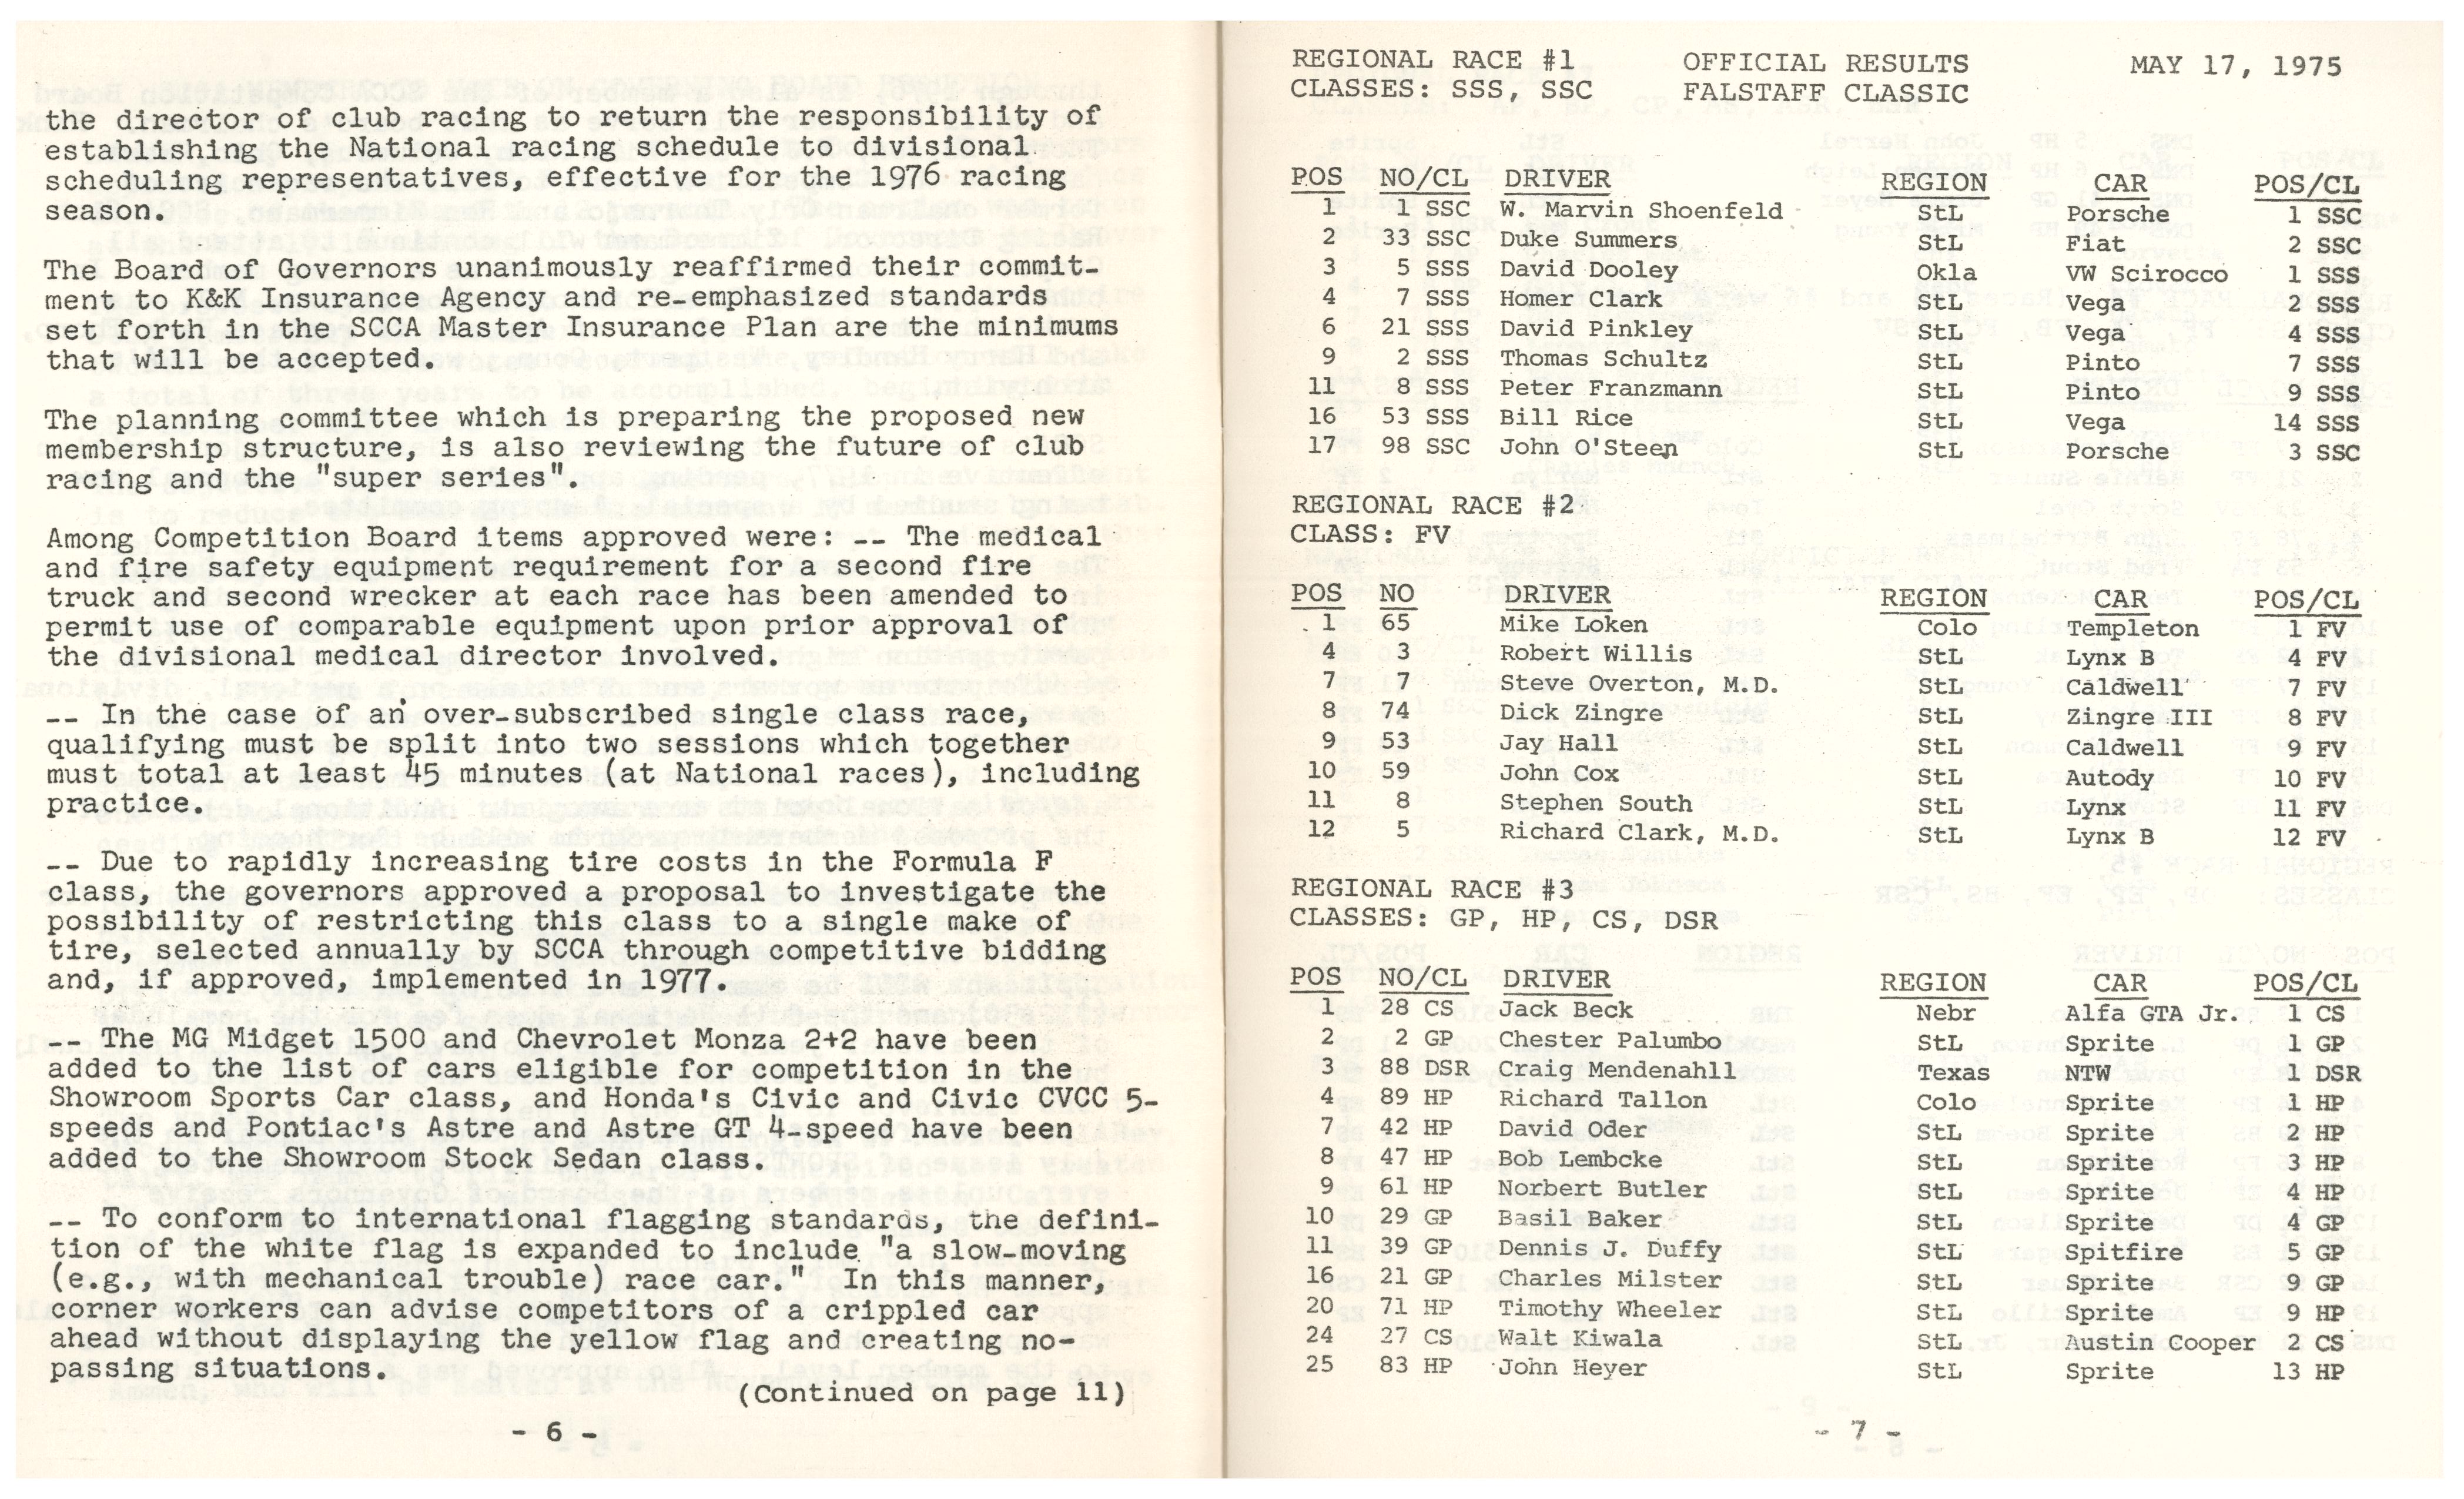 the director of club racing to return the responsibility of
establishing the National racing schedule to divisional
scheduling representatives, effective for the 1976 racing
season.
The Board of Governors unanimously reaffirmed their commit-
ment to K&K Insurance Agency and re-emphasized standards
set forth in the SCCA Master Insurance Plan are the minimums
that will be accepted.
The planning committee which is preparing the proposed new
membership structure, is also reviewing the future of club
racing and the "super series".
Among Competition Board items approved were: -- The medical
and fire safety equipment requirement for a second fire
truck and second wrecker at each race has been amended to
permit use of comparable equipment upon prior approval of
the divisional medical director involved.
-- In the case of an over-subscribed single class race,
qualifying must be split into two sessions which together
must total at least 45 minutes (at National races), including
practice.
-- Due to rapidly increasing tire costs in the Formula F
class, the governors approved a proposal to investigate the
possibility of restricting this class to a single make of
tire, selected annually by SCCA through competitive bidding
and, if approved, implemented in 1977.
-- The MG Midget 1500 and Chevrolet Monza 2+2 have been
added to the list of cars eligible for competition in the
Showroom Sports Car class, and Honda's Civic and Civic CVCC 5-
speeds and Pontiac's Astre and Astre GT 4-speed have been
added to the Showroom Stock Sedan class.
-- To conform to international flagging standards, the defini-
tion of the white flag is expanded to include "a slow-moving
(e.g., with mechanical trouble) race car." In this manner,
corner workers can advise competitors of a crippled car
ahead without displaying the yellow flag and creating no-
passing situations.
(Continued on page 11)
- 6 -
REGIONAL RACE #1 OFFICIAL RESULTS MAY 17, 1975
CLASSES: SSS, SSC FALSTAFF CLASSIC
POS NO/CL DRIVER REGION CAR POS/CL
1 1 SSC W. Marvin Shoenfeld StL Porsche 1 SSC
2 33 SSC Duke Summers StL Fiat 2 SSC
3 5 SSS David Dooley Okla VW Scirocco 1 SSS
4 7 SSS Homer Clark StL Vega 2 SSS
6 21 SSS David Pinkley StL Vega 4 SSS
9 2 SSS Thomas Schultz StL Pinto 7 SSS
11 8 SSS Peter Franzmann StL Pinto 9 SSS
16 53 SSS Bill Rice StL Vega 14 SSS
17 98 SSC John O'Steen StL Porsche 3 SSC
REGIONAL RACE #2
CLASS: FV
POS NO DRIVER REGION CAR POS/CL
1 65 Mike Loken Colo Templeton 1 FV
4 3 Robert Willis StL Lynx B 4 FV
7 7 Steve Overton, M.D. StL Caldwell 7 FV
8 74 Dick Zingre StL Zingre III 8 FV
9 53 Jay Hall StL Caldwell 9 FV
10 59 John Cox StL Autody 10 FV
11 8 Stephen South StL Lynx 11 FV
12 5 Richard Clark, M.D. StL Lynx B 12 FV
REGIONAL RACE #3
CLASSES: GP, HP, CS, DSR
POS NO/CL DRIVER REGION CAR POS/CL
1 28 CS Jack Beck Nebr Alfa GTA Jr. 1 CS
2 2 GP Chester Palumbo StL Sprite 1 GP
3 88 DSR Craig Mendenahll Texas NTW 1 DSR
4 89 HP Richard Tallon Colo Sprite 1 HP
7 42 HP David Oder StL Sprite 2 HP
8 47 HP Bob Lembcke StL Sprite 3 HP
9 61 HP Norbert Butler StL Sprite 4 HP
10 29 GP Basil Baker StL Sprite 4 GP
11 39 GP Dennis J. Duffy StL Spitfire 5 GP
16 21 GP Charles Milster StL Sprite 9 GP
20 71 HP Timothy Wheeler StL Sprite 9 HP
24 27 CS Walt Kiwala StL Austin Cooper 2 CS
25 83 HP John Heyer StL Sprite 13 HP
- 7 -